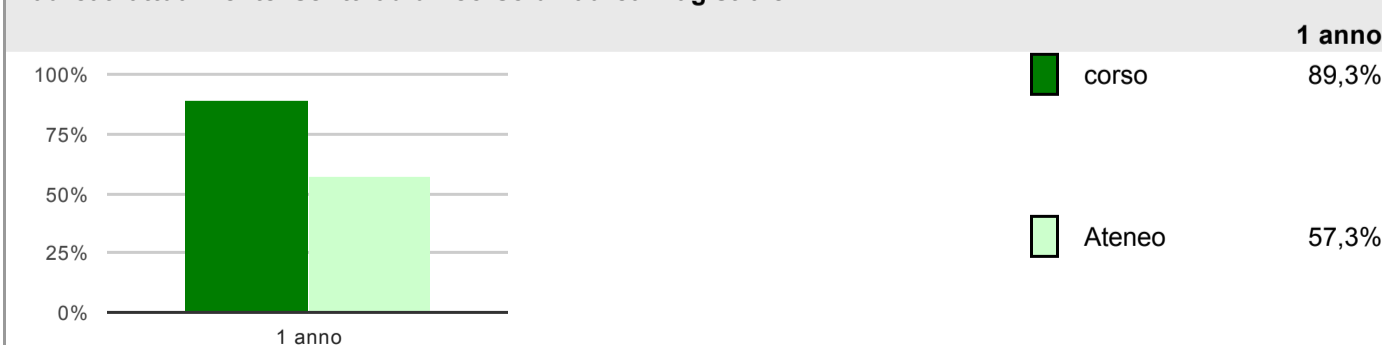 1 anno
100%
corso 89,3%
75%
50%
Ateneo 57,3%
25%
0%
1 anno